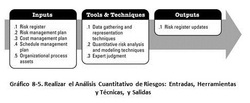 Inputs
.1 Risk register
.2 Risk management plan
.3 Cost management plan
.4 Schedule management
plan
.5 Organizational process
assets
Tools & Techniques
.1 Data gathering and
representation
techniques
.2 Quantitative risk analysis
and modeling techniques
.3 Expert judgment
Outputs
.1 Risk register updates
Gráfico 8-5. Realizar el Análisis Cuantitativo de Riesgos: Entradas, Herramientas
y Técnicas, y Salidas